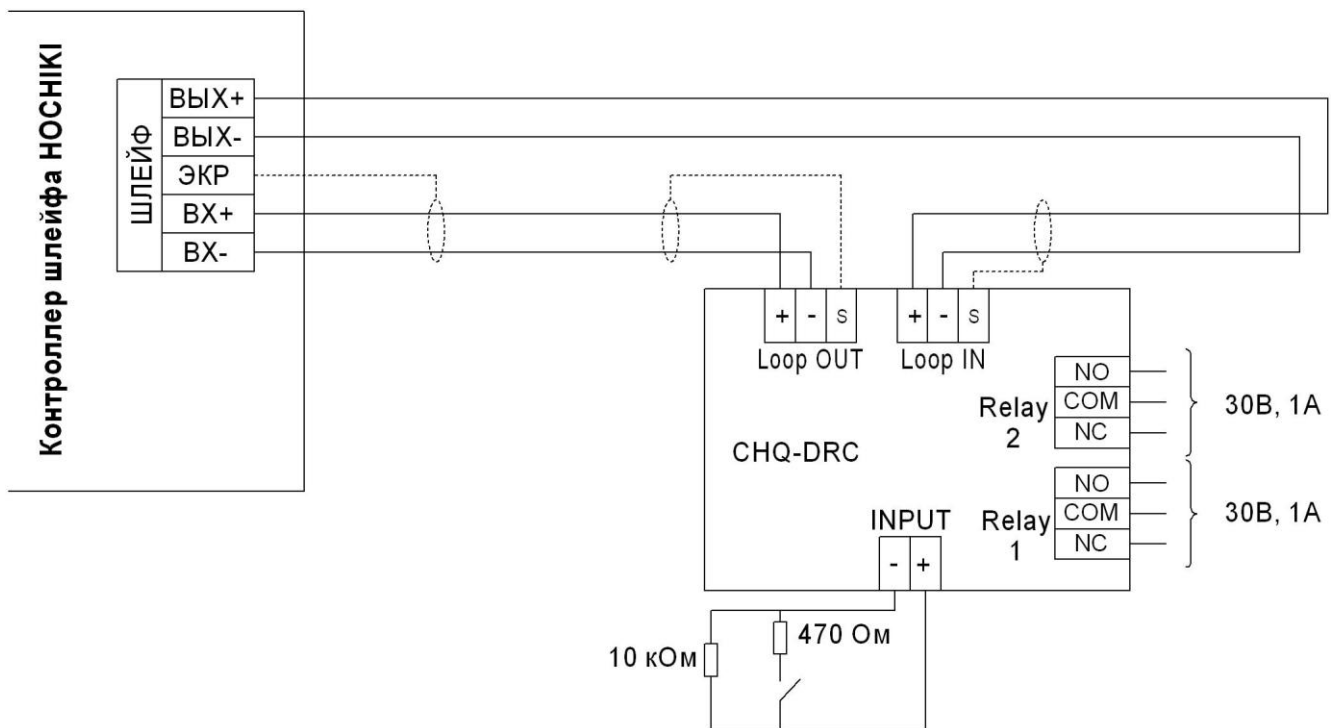 Контроллер шлейфа HOCHIKI
ШЛЕЙФ
ВЫХ+
ВЫХ-
ЭКР
ВХ+
ВХ-
+ - S
Loop OUT
+ - S
Loop IN
CHQ-DRC
Relay
2
NO
COM
NC
30В, 1А
Relay
1
NO
COM
NC
30В, 1А
INPUT
- +
10 кОм
470 Ом